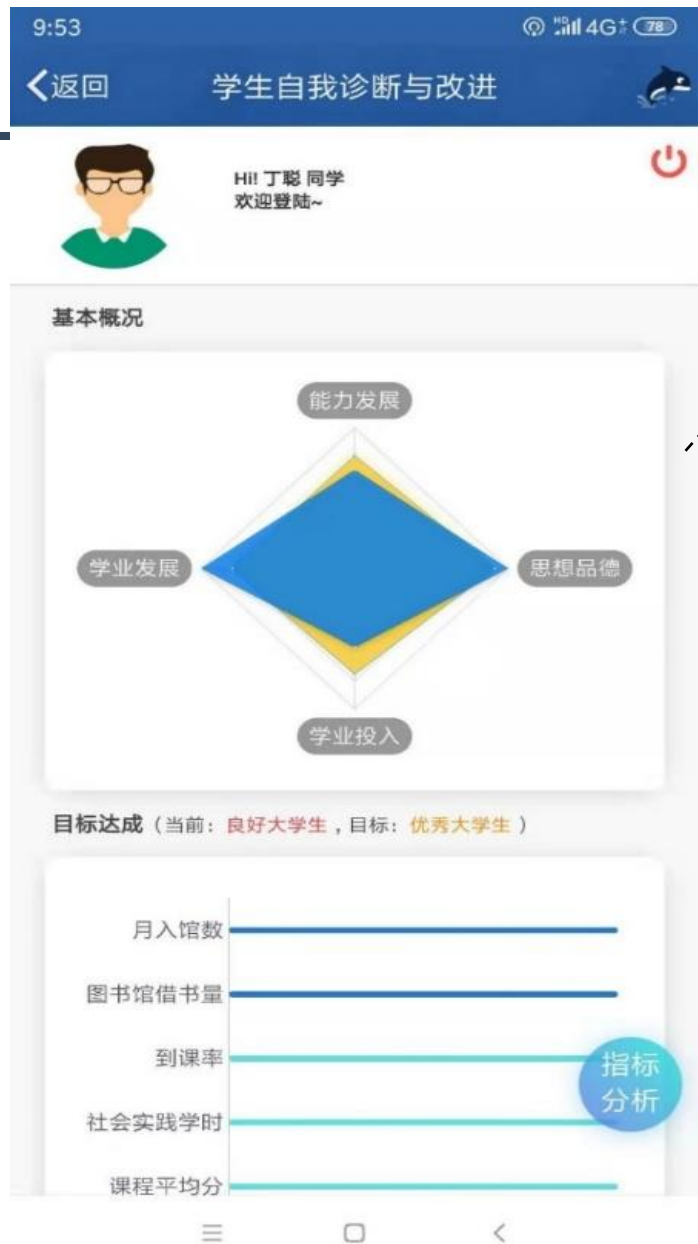 9:53
HD 4G+ 78
返回
学生自我诊断与改进
Hi! 丁聪 同学
欢迎登陆~
基本概况
能力发展
学业发展
思想品德
学业投入
目标达成（当前：良好大学生，目标：优秀大学生）
月入馆数
图书馆借书量
到课率
指标
分析
社会实践学时
课程平均分